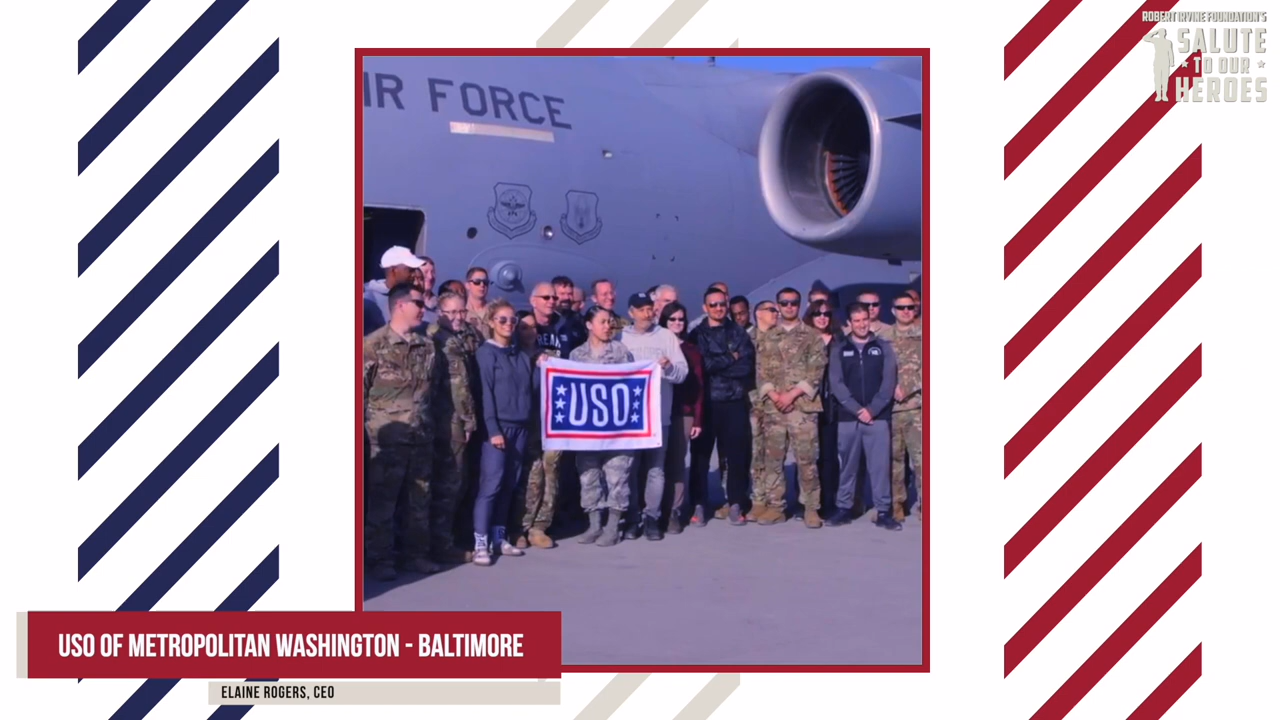 ROBERT IRVINE FOUNDATION'S
SALUTE
TO OUR
HEROES
IR FORCE
USO
USO OF METROPOLITAN WASHINGTON - BALTIMORE
ELAINE ROGERS, CEO